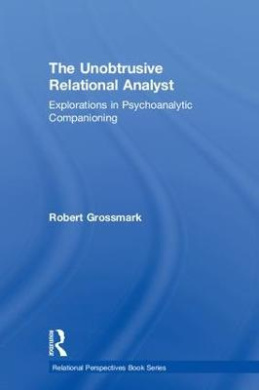 The Unobtrusive
Relational Analyst
Explorations in Psychoanalytic
Companioning
Robert Grossmark
Routledge
Relational Perspectives Book Series